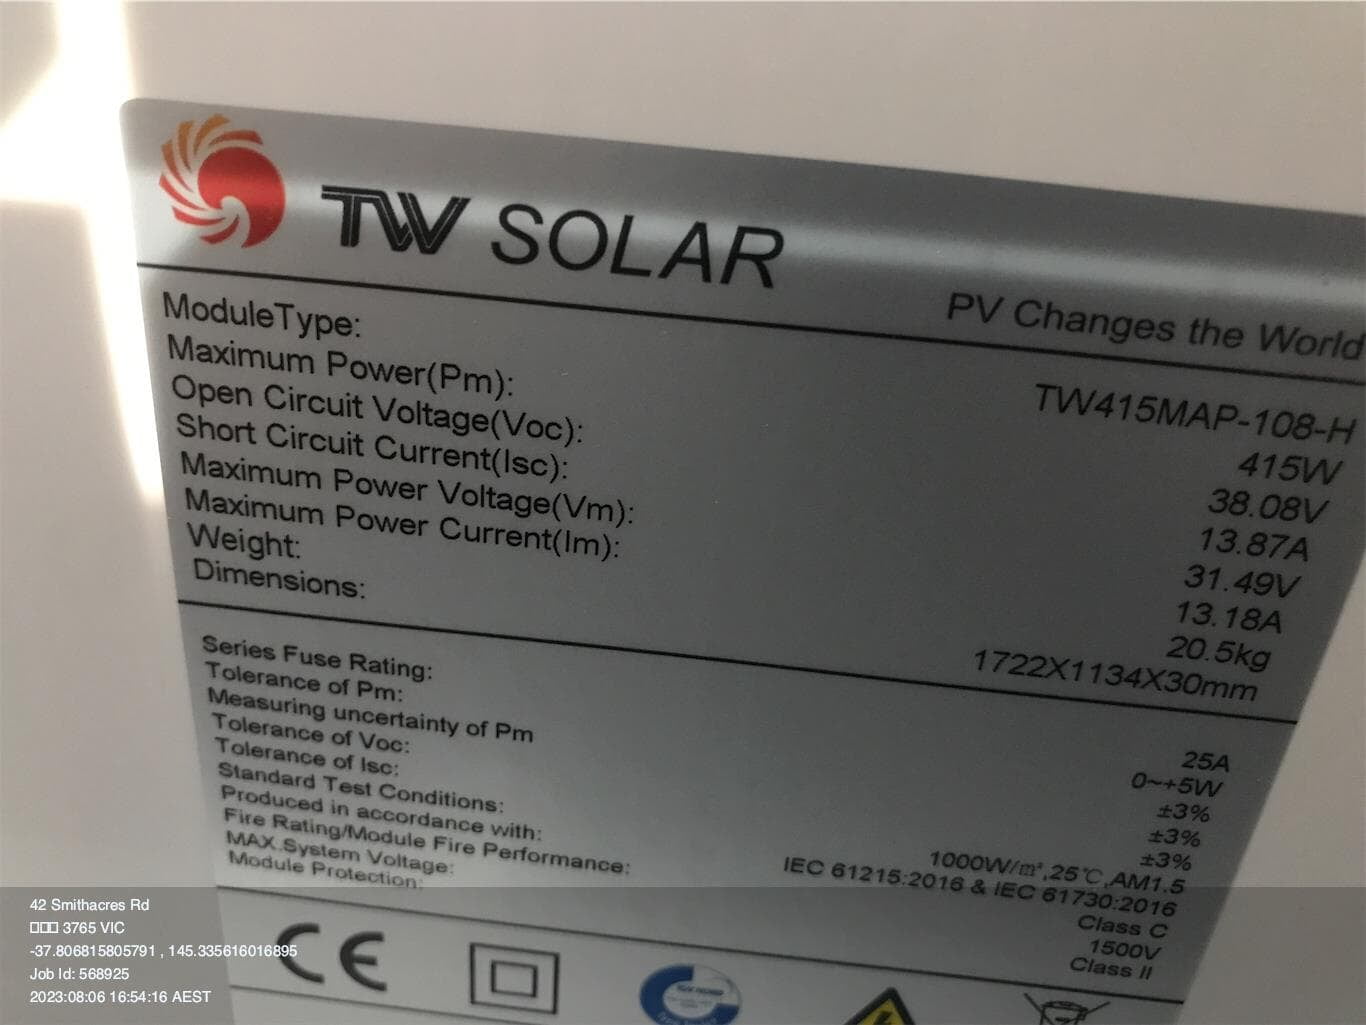 TW SOLAR
PV Changes the World
ModuleType: TW415MAP-108-H
Maximum Power(Pm): 415W
Open Circuit Voltage(Voc): 38.08V
Short Circuit Current(Isc): 13.87A
Maximum Power Voltage(Vm): 31.49V
Maximum Power Current(Im): 13.18A
Weight: 20.5kg
Dimensions: 1722X1134X30mm
Series Fuse Rating: 25A
Tolerance of Pm: 0~+5W
Measuring uncertainty of Pm ±3%
Tolerance of Voc: ±3%
Tolerance of Isc: ±3%
Standard Test Conditions: 1000W/㎡,25℃,AM1.5
Produced in accordance with: IEC 61215:2016 & IEC 61730:2016
Fire Rating/Module Fire Performance: Class C
MAX.System Voltage: 1500V
Module Protection: Class II
CE
42 Smithacres Rd
3765 VIC
-37.806815805791 , 145.335616016895
Job Id: 568925
2023:08:06 16:54:16 AEST